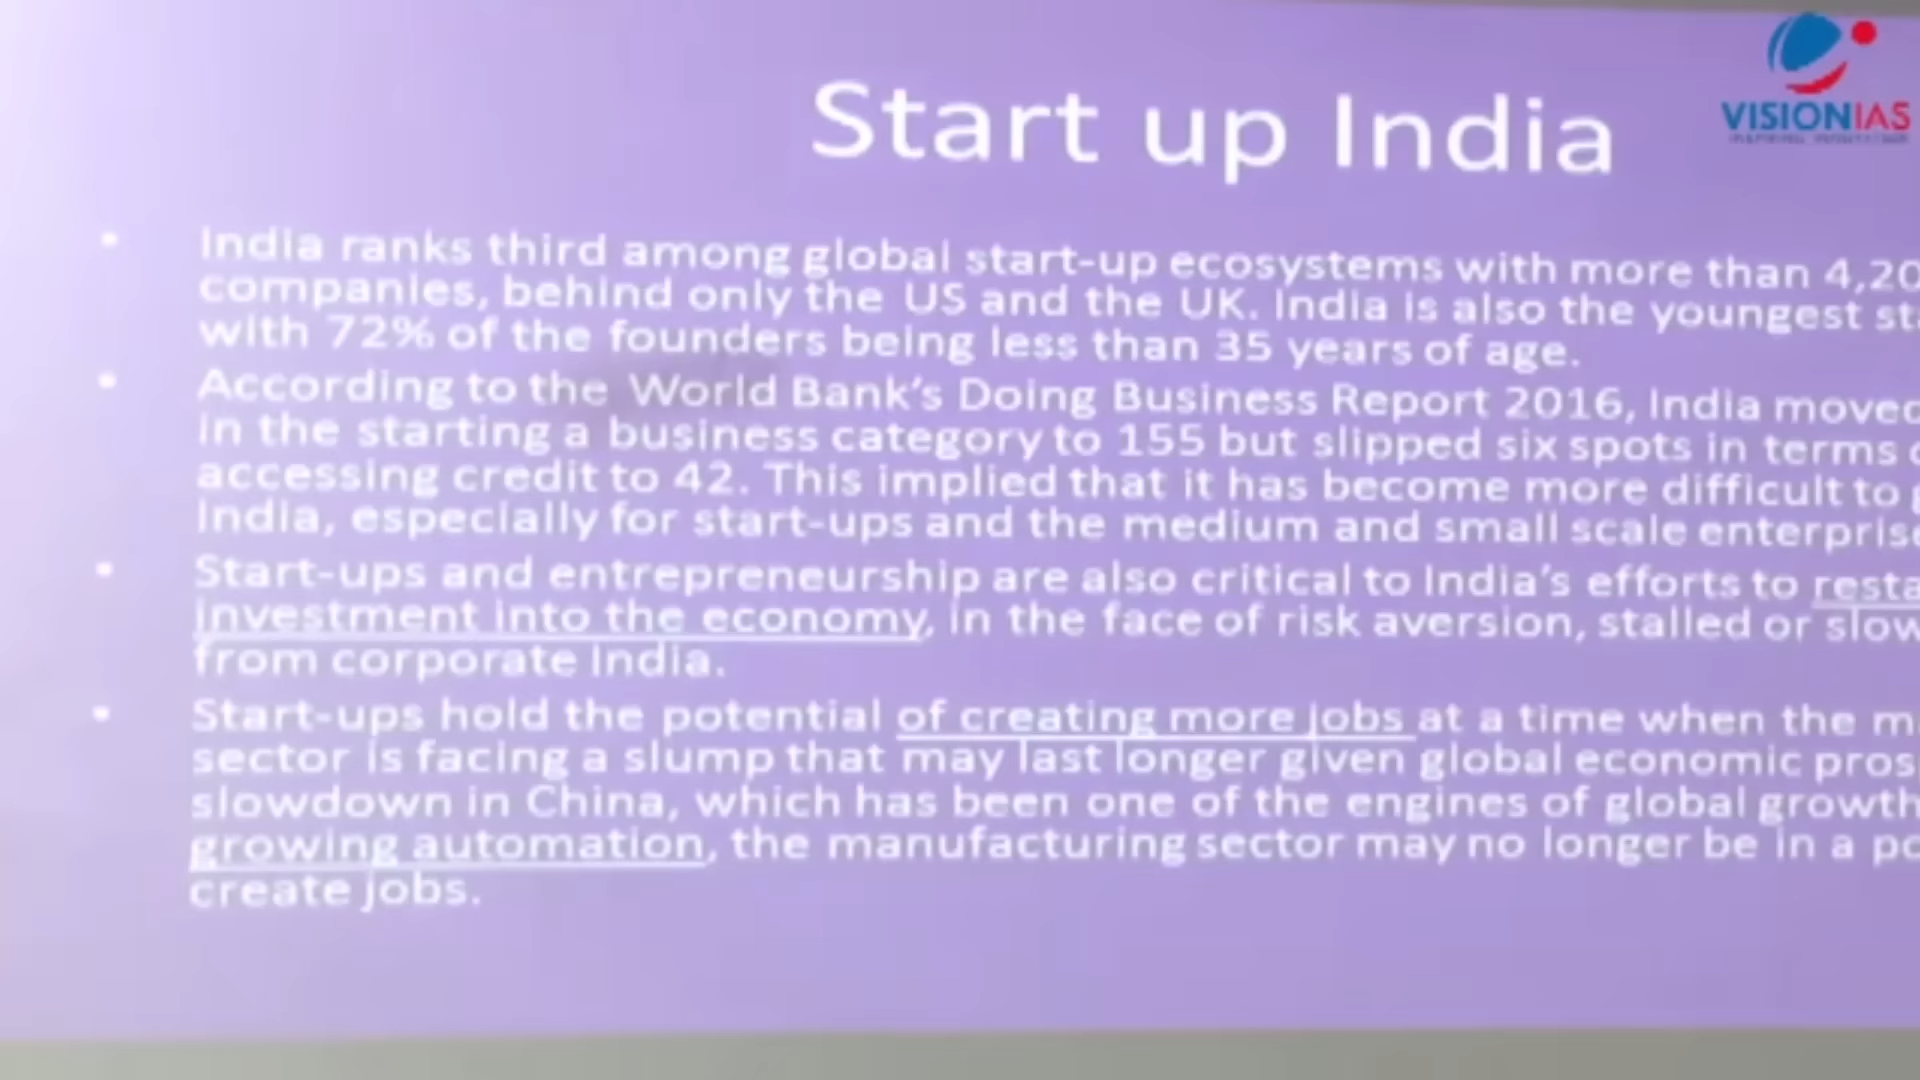 Start up India
VISIONIAS
• India ranks third among global start-up ecosystems with more than 4,20
companies, behind only the US and the UK. India is also the youngest st
with 72% of the founders being less than 35 years of age.
• According to the World Bank's Doing Business Report 2016, India moved
in the starting a business category to 155 but slipped six spots in terms
accessing credit to 42. This implied that it has become more difficult to
India, especially for start-ups and the medium and small scale enterprise
• Start-ups and entrepreneurship are also critical to India's efforts to resta
investment into the economy, in the face of risk aversion, stalled or slow
from corporate India.
• Start-ups hold the potential of creating more jobs at a time when the m
sector is facing a slump that may last longer given global economic pros
slowdown in China, which has been one of the engines of global growth
growing automation, the manufacturing sector may no longer be in a po
create jobs.